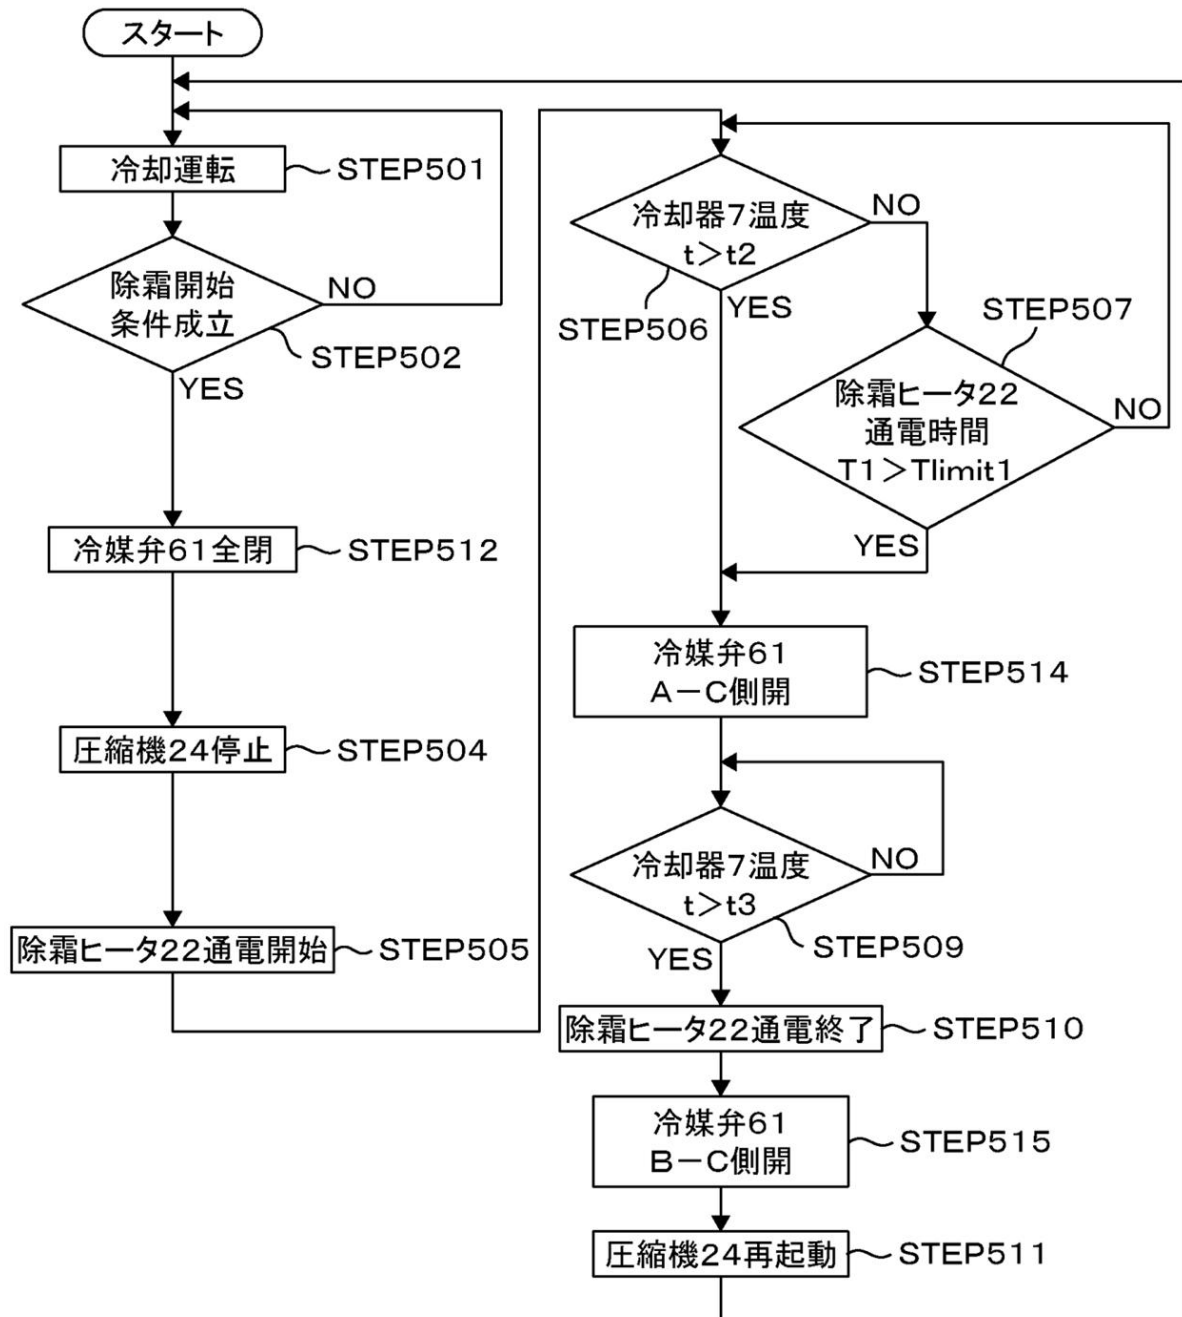 スタート
冷却運転
STEP501
除霜開始
条件成立
NO
STEP502
YES
冷媒弁61全閉
STEP512
圧縮機24停止
STEP504
除霜ヒータ22通電開始
STEP505
冷却器7温度
t>t2
NO
YES
STEP506
STEP507
除霜ヒータ22
通電時間
T1>Tlimit1
NO
YES
冷媒弁61
A-C側開
STEP514
冷却器7温度
t>t3
NO
YES
STEP509
除霜ヒータ22通電終了
STEP510
冷媒弁61
B-C側開
STEP515
圧縮機24再起動
STEP511